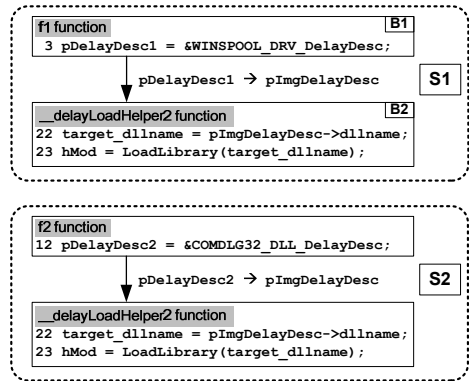 f1 function B1
3 pDelayDesc1 = &WINSPOOL_DRV_DelayDesc;
pDelayDesc1 → pImgDelayDesc
S1
__delayLoadHelper2 function B2
22 target_dllname = pImgDelayDesc->dllname;
23 hMod = LoadLibrary(target_dllname);
f2 function
12 pDelayDesc2 = &COMDLG32_DLL_DelayDesc;
pDelayDesc2 → pImgDelayDesc
S2
__delayLoadHelper2 function
22 target_dllname = pImgDelayDesc->dllname;
23 hMod = LoadLibrary(target_dllname);